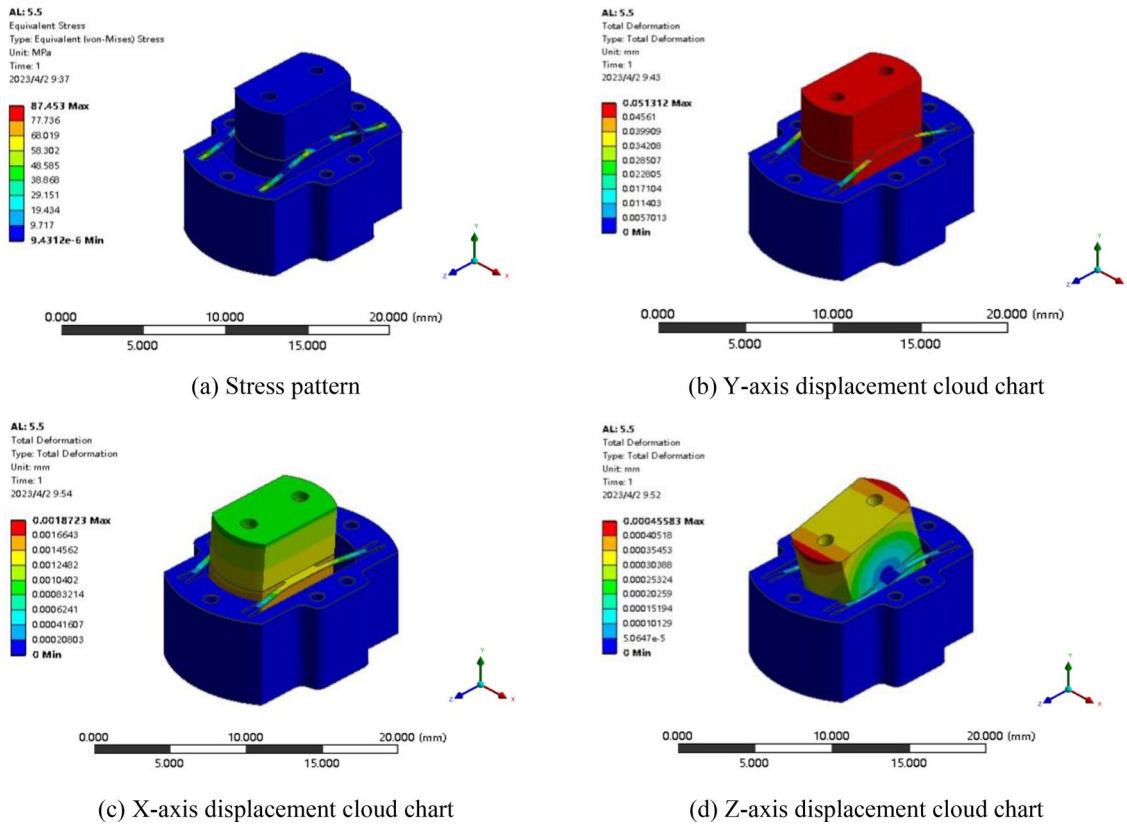 AL: 5.5
Equivalent Stress
Type: Equivalent (von-Mises) Stress
Unit: MPa
Time: 1
2023/4/2 9:37
87.453 Max
77.736
68.019
58.302
48.585
38.868
29.151
19.434
9.717
9.4312e-6 Min
Y
Z
X
0.000 10.000 20.000 (mm)
5.000 15.000
(a) Stress pattern
AL: 5.5
Total Deformation
Type: Total Deformation
Unit: mm
Time: 1
2023/4/2 9:43
0.051312 Max
0.04561
0.039909
0.034208
0.028507
0.022805
0.017104
0.011403
0.0057013
0 Min
Y
Z
0.000 10.000 20.000 (mm)
5.000 15.000
(b) Y-axis displacement cloud chart
AL: 5.5
Total Deformation
Type: Total Deformation
Unit: mm
Time: 1
2023/4/2 9:54
0.0018723 Max
0.0016643
0.0014562
0.0012482
0.0010402
0.00083214
0.0006241
0.00041607
0.00020803
0 Min
Y
Z
X
0.000 10.000 20.000 (mm)
5.000 15.000
(c) X-axis displacement cloud chart
AL: 5.5
Total Deformation
Type: Total Deformation
Unit: mm
Time: 1
2023/4/2 9:52
0.00045583 Max
0.00040518
0.00035453
0.00030388
0.00025324
0.00020259
0.00015194
0.00010129
5.0647e-5
0 Min
Y
Z
X
0.000 10.000 20.000 (mm)
5.000 15.000
(d) Z-axis displacement cloud chart